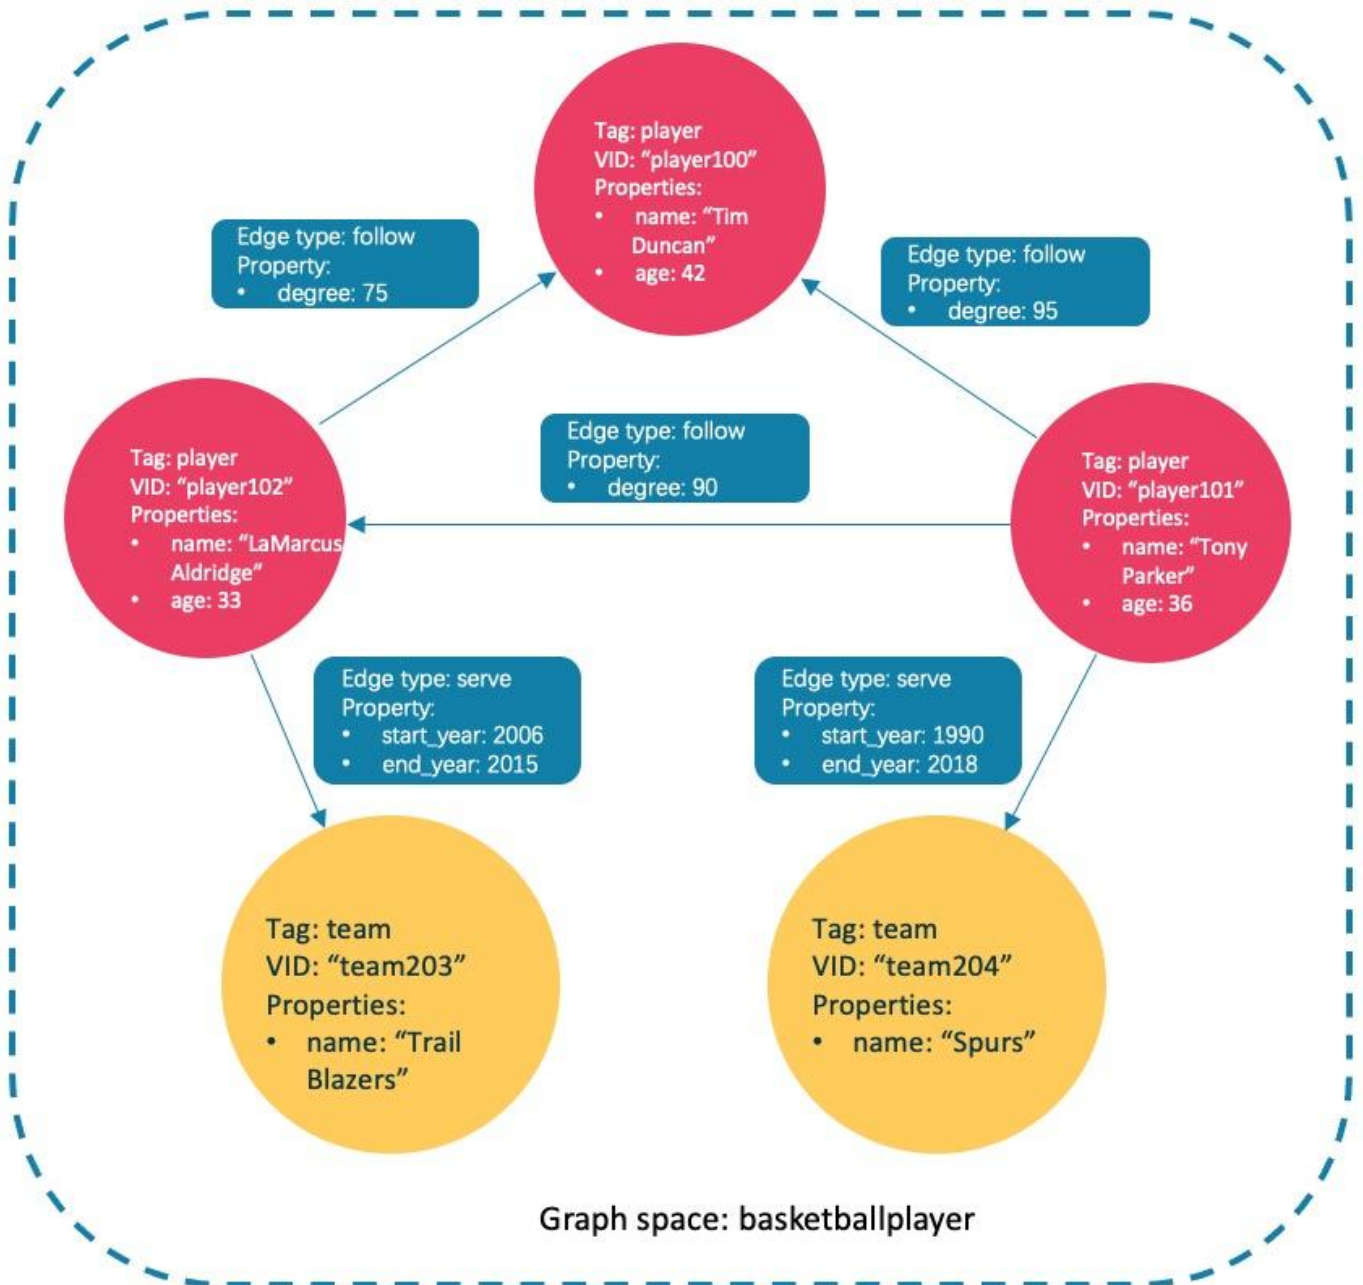 Tag: player
VID: “player100”
Properties:
• name: “Tim
Duncan”
• age: 42
Edge type: follow
Property:
• degree: 75
Edge type: follow
Property:
• degree: 95
Edge type: follow
Property:
• degree: 90
Tag: player
VID: “player102”
Properties:
• name: “LaMarcus
Aldridge”
• age: 33
Tag: player
VID: “player101”
Properties:
• name: “Tony
Parker”
• age: 36
Edge type: serve
Property:
• start_year: 2006
• end_year: 2015
Edge type: serve
Property:
• start_year: 1990
• end_year: 2018
Tag: team
VID: “team203”
Properties:
• name: “Trail
Blazers”
Tag: team
VID: “team204”
Properties:
• name: “Spurs”
Graph space: basketballplayer